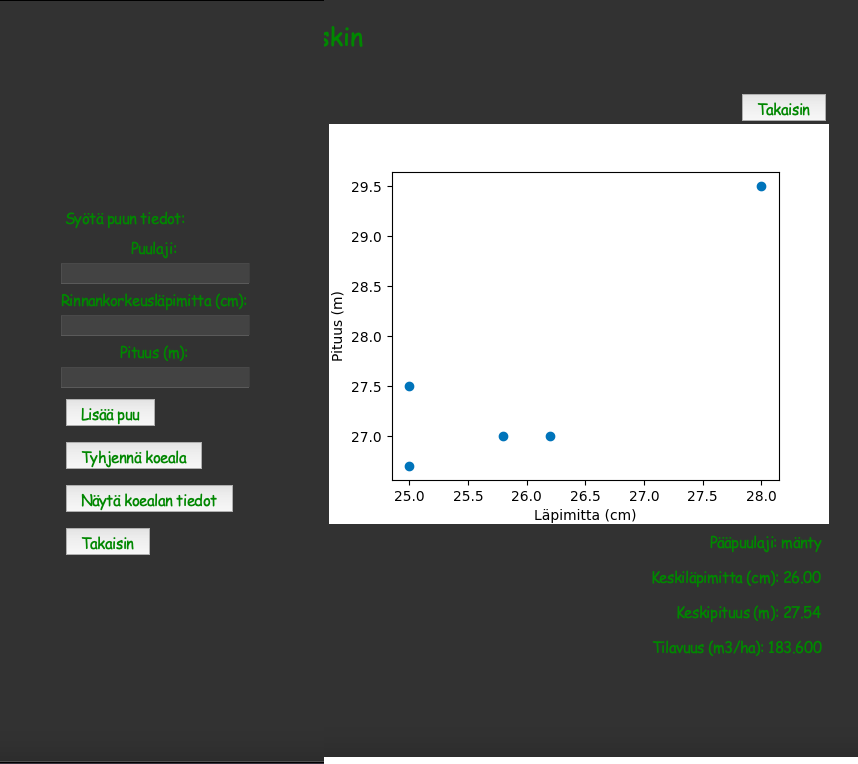 skin
Takaisin
Syötä puun tiedot:
Puulaji:
Rinnankorkeusläpimitta (cm):
Pituus (m):
Lisää puu
Tyhjennä koeala
Näytä koealan tiedot
Takaisin
29.5
29.0
28.5
28.0
27.5
27.0
Pituus (m)
25.0 25.5 26.0 26.5 27.0 27.5 28.0
Läpimitta (cm)
Pääpuulaji: mänty
Keskiläpimitta (cm): 26.00
Keskipituus (m): 27.54
Tilavuus (m3/ha): 183.600